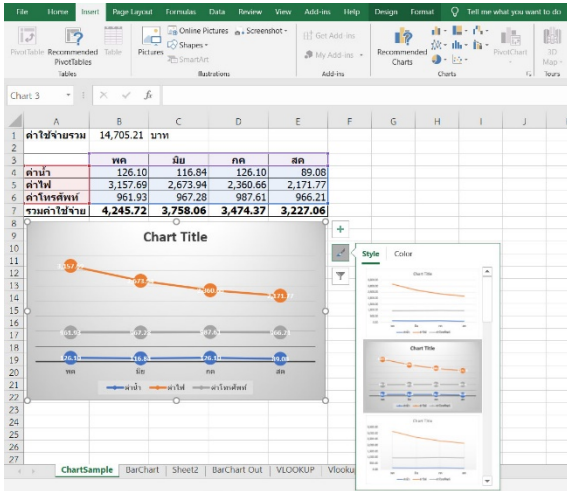 File Home Insert Page Layout Formulas Data Review View Add-ins Help Design Format Tell me what you want to do
PivotTable Recommended PivotTables Table Pictures Online Pictures Screenshot
Shapes
SmartArt
Get Add-ins
My Add-ins
Recommended Charts
PivotChart
3D Map
Tables Illustrations Add-ins Charts Tours
Chart 3 fx
A B C D E F G H I J
1 ค่าใช้จ่ายรวม 14,705.21 บาท
2
3 พค มิย กค สค
4 ค่าน้ำ 126.10 116.84 126.10 89.08
5 ค่าไฟ 3,157.69 2,673.94 2,360.66 2,171.77
6 ค่าโทรศัพท์ 961.93 967.28 987.61 966.21
7 รวมค่าใช้จ่าย 4,245.72 3,758.06 3,474.37 3,227.06
8
9
10
11
12
13
14
15
16
17
18
19
20
21
22
23
24
25
26
27
Chart Title
พค มิย กค สค
ค่าน้ำ ค่าไฟ ค่าโทรศัพท์
Style Color
Chart Title
Chart Title
Chart Title
ChartSample BarChart Sheet2 BarChart Out VLOOKUP